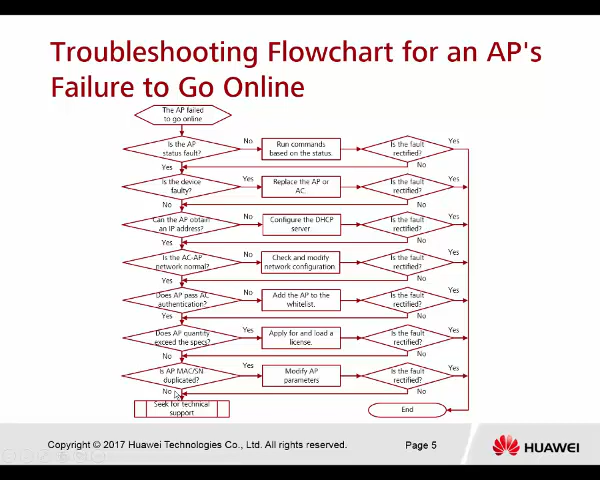 Troubleshooting Flowchart for an AP's
Failure to Go Online
The AP failed
to go online
Is the AP
status fault?
No
Run commands
based on the status.
Is the fault
rectified?
Yes
Yes
No
Is the device
faulty?
Yes
Replace the AP or
AC.
Is the fault
rectified?
Yes
No
No
Can the AP obtain
an IP address?
No
Configure the DHCP
server.
Is the fault
rectified?
Yes
Yes
No
Is the AC-AP
network normal?
No
Check and modify
network configuration.
Is the fault
rectified?
Yes
Yes
No
Does AP pass AC
authentication?
No
Add the AP to the
whitelist.
Is the fault
rectified?
Yes
Yes
No
Does AP quantity
exceed the specs?
Yes
Apply for and load a
license.
Is the fault
rectified?
Yes
No
No
Is AP MAC/SN
duplicated?
Yes
Modify AP
parameters
Is the fault
rectified?
Yes
No
No
Seek for technical
support
End
Copyright © 2017 Huawei Technologies Co., Ltd. All rights reserved.
Page 5
HUAWEI